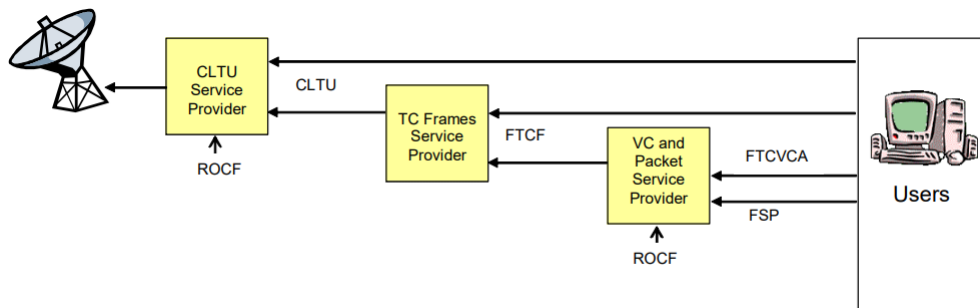 CLTU
Service
Provider
CLTU
ROCF
TC Frames
Service
Provider
FTCF
VC and
Packet
Service
Provider
FTCVCA
FSP
ROCF
Users